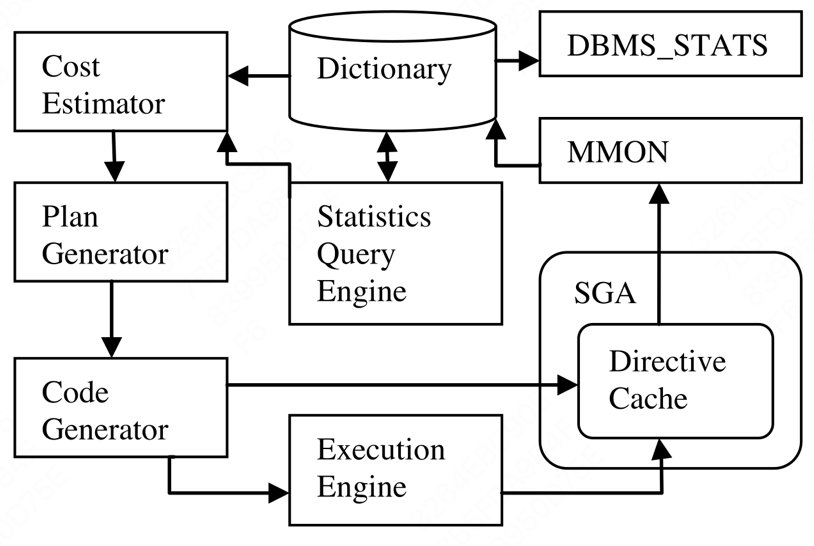 Cost
Estimator
Dictionary
DBMS_STATS
MMON
Plan
Generator
Statistics
Query
Engine
SGA
Directive
Cache
Code
Generator
Execution
Engine